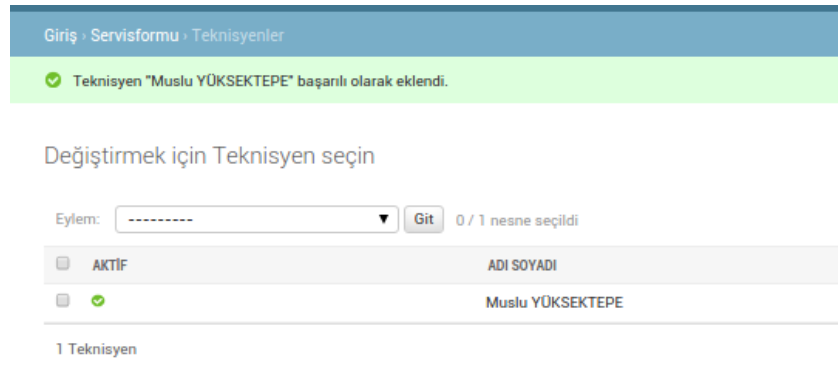 Giriş › Servisformu › Teknisyenler
Teknisyen "Muslu YÜKSEKTEPE" başarılı olarak eklendi.
Değiştirmek için Teknisyen seçin
Eylem: --------- Git 0 / 1 nesne seçildi
AKTİF ADI SOYADI
Muslu YÜKSEKTEPE
1 Teknisyen